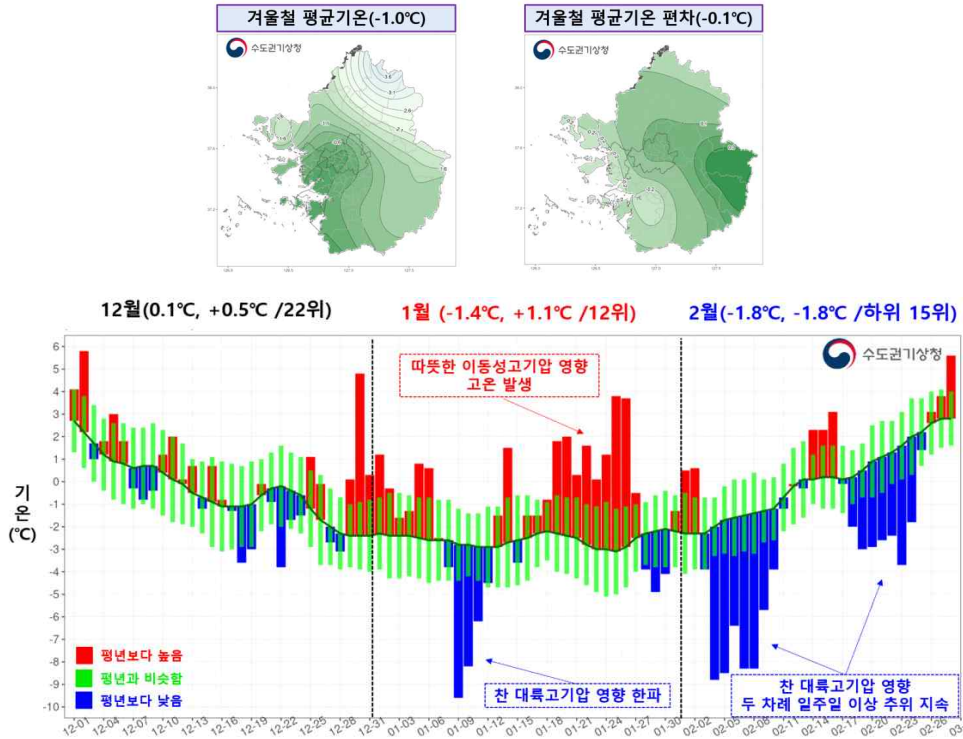 겨울철 평균기온(-1.0℃)
겨울철 평균기온 편차(-0.1℃)
수도권기상청
수도권기상청
12월(0.1℃, +0.5℃ /22위)
1월 (-1.4℃, +1.1℃ /12위)
2월(-1.8℃, -1.8℃ /하위 15위)
수도권기상청
따뜻한 이동성고기압 영향
고온 발생
기
온
(℃)
6
5
4
3
2
1
0
-1
-2
-3
-4
-5
-6
-7
-8
-9
-10
평년보다 높음
평년과 비슷함
평년보다 낮음
찬 대륙고기압 영향 한파
찬 대륙고기압 영향
두 차례 일주일 이상 추위 지속
12-01
12-04
12-07
12-10
12-13
12-16
12-19
12-22
12-25
12-28
12-31
01-03
01-06
01-09
01-12
01-15
01-18
01-21
01-24
01-27
01-30
02-02
02-05
02-08
02-11
02-14
02-17
02-20
02-23
02-26